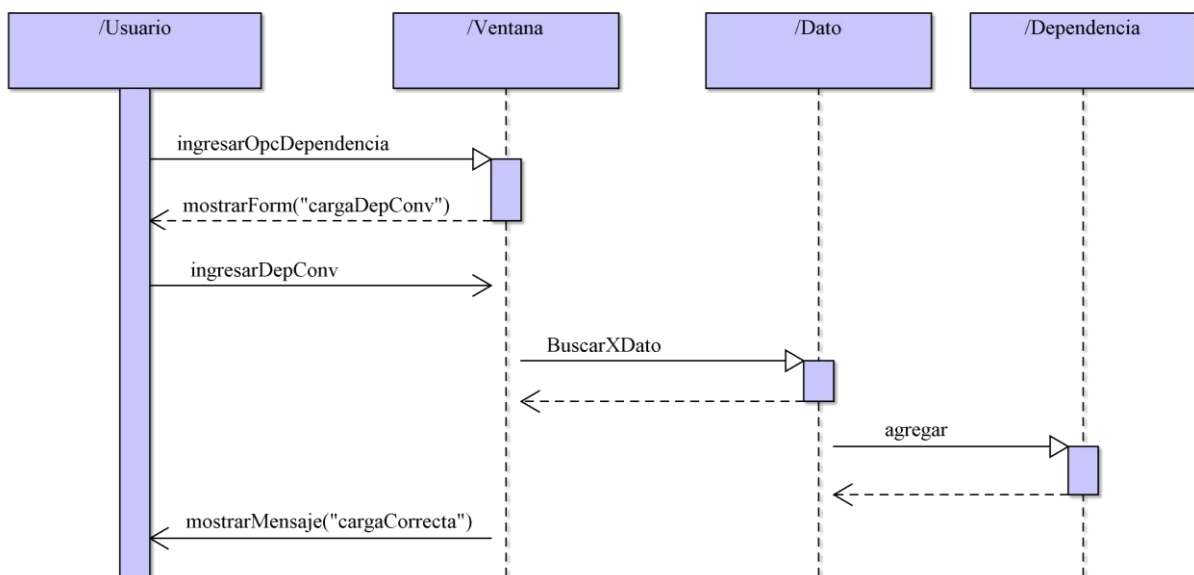 /Usuario
/Ventana
/Dato
/Dependencia
ingresarOpcDependencia
mostrarForm("cargaDepConv")
ingresarDepConv
BuscarXDato
agregar
mostrarMensaje("cargaCorrecta")